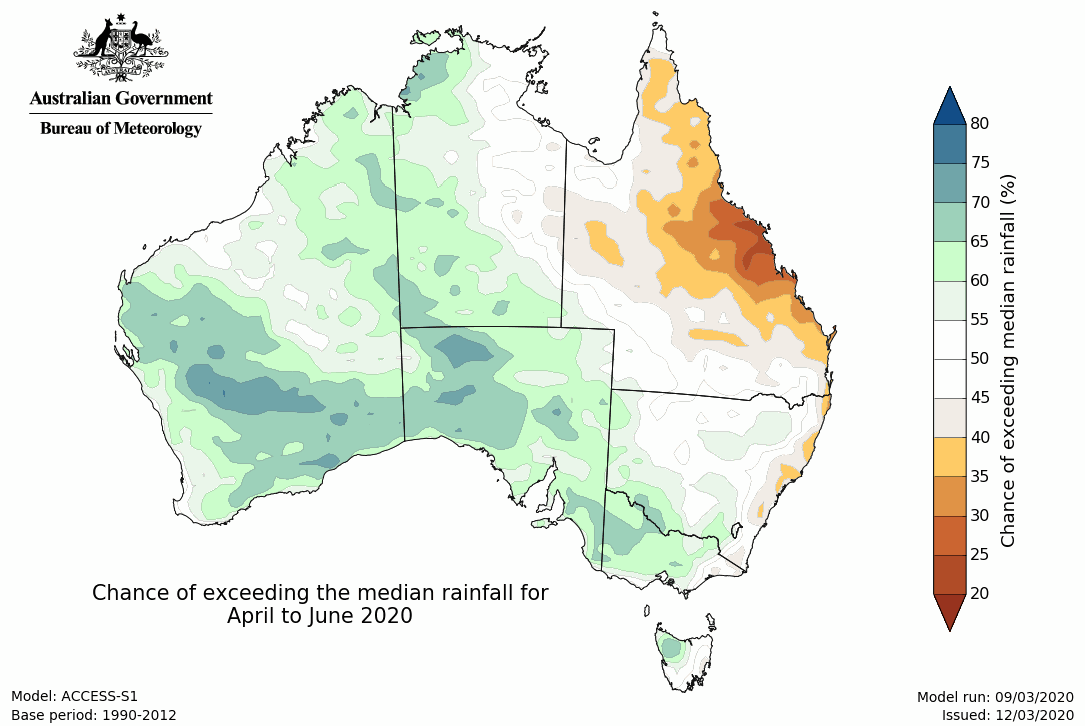 Australian Government
Bureau of Meteorology
80
75
70
65
60
55
50
45
40
35
30
25
20
Chance of exceeding median rainfall (%)
Chance of exceeding the median rainfall for
April to June 2020
Model: ACCESS-S1
Base period: 1990-2012
Model run: 09/03/2020
Issued: 12/03/2020